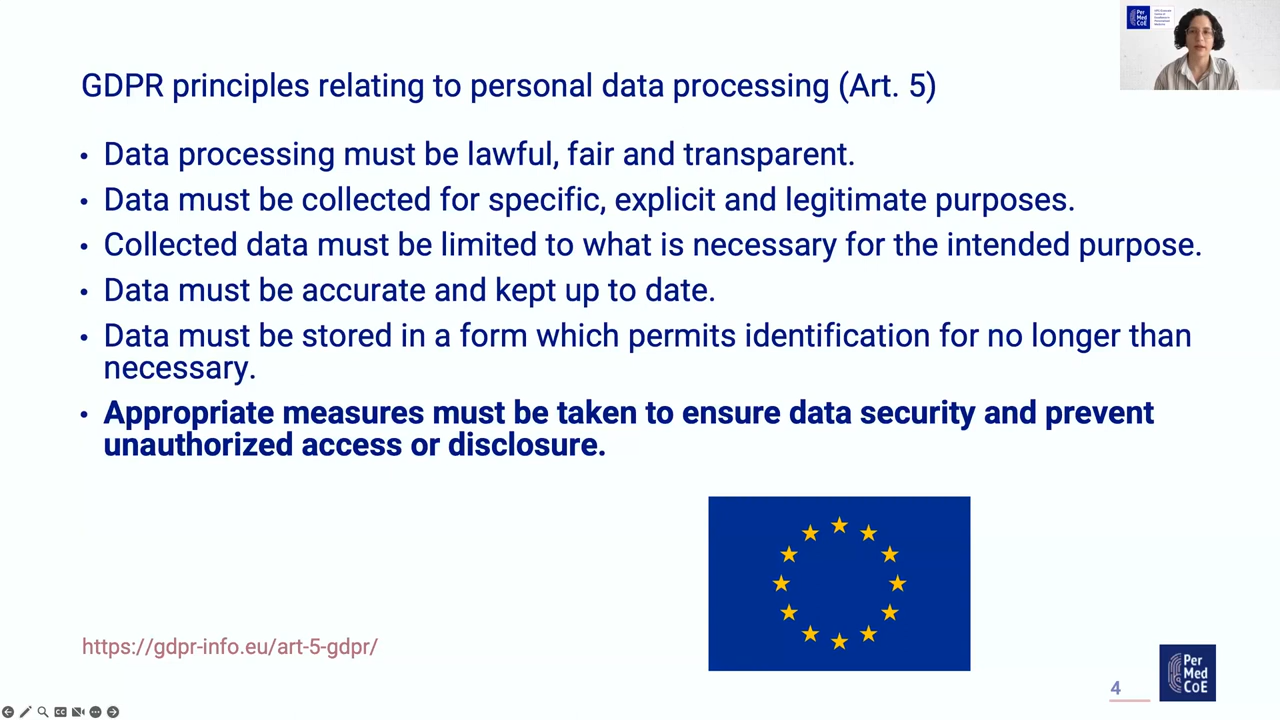 GDPR principles relating to personal data processing (Art. 5)
• Data processing must be lawful, fair and transparent.
• Data must be collected for specific, explicit and legitimate purposes.
• Collected data must be limited to what is necessary for the intended purpose.
• Data must be accurate and kept up to date.
• Data must be stored in a form which permits identification for no longer than
necessary.
• Appropriate measures must be taken to ensure data security and prevent
unauthorized access or disclosure.
https://gdpr-info.eu/art-5-gdpr/
4
Per
Med
CoE
Per
Med
CoE
CC